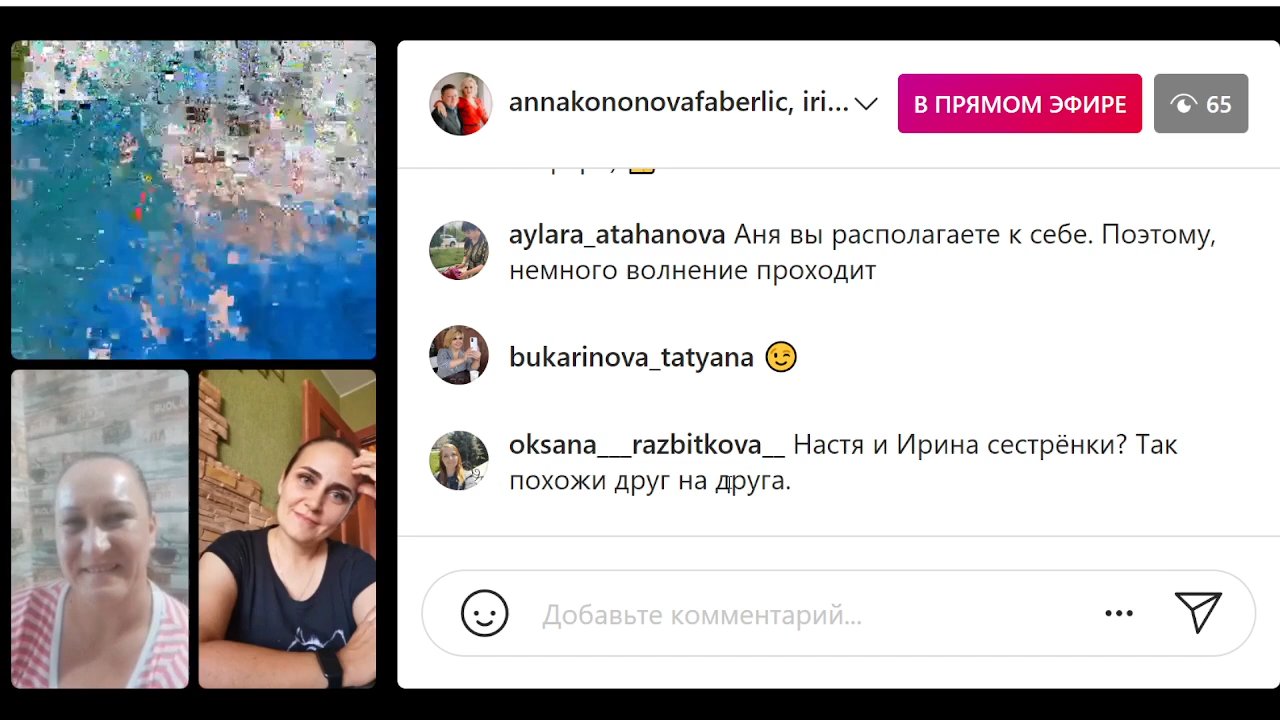 annakononovafaberlic, iri...
В ПРЯМОМ ЭФИРЕ
65
aylara_atahanova Аня вы располагаете к себе. Поэтому,
немного волнение проходит
bukarinova_tatyana 😉
oksana___razbitkova__ Настя и Ирина сестрёнки? Так
похожи друг на друга.
Добавьте комментарий...